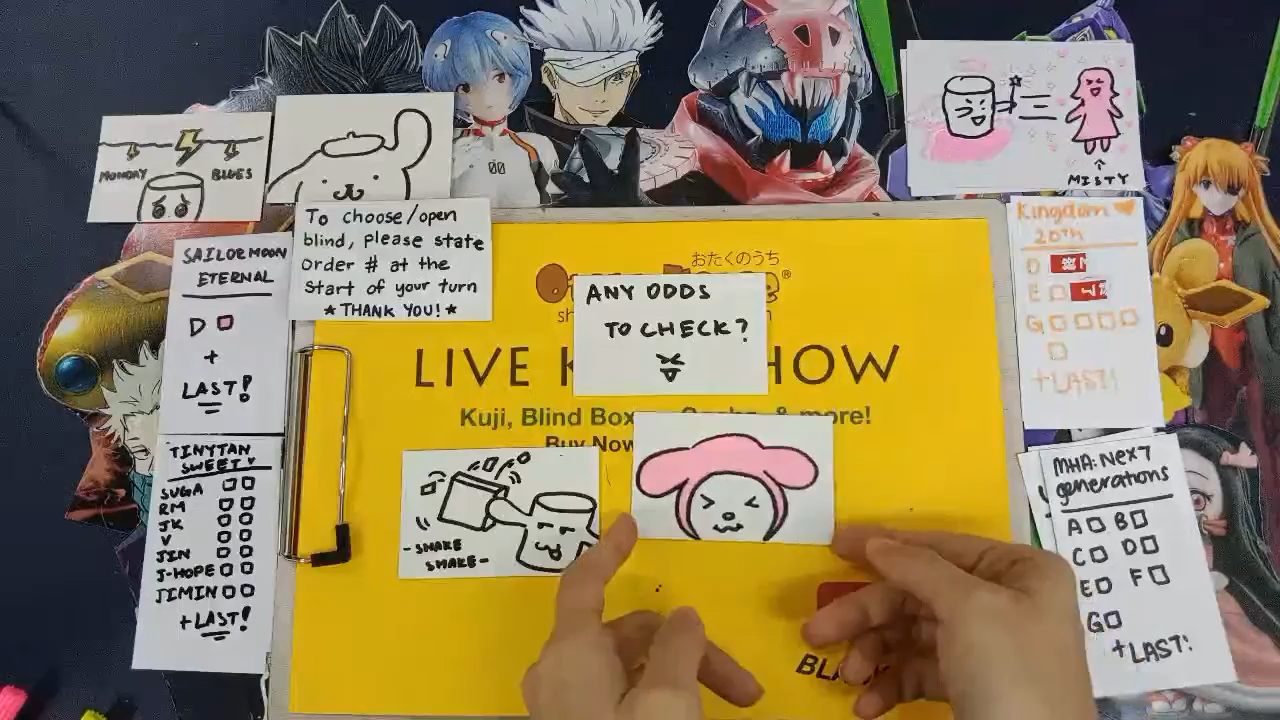 MONDAY BLUES
To choose/open
blind, please state
Order # at the
Start of your turn
★THANK YOU!★
SAILORMOON
ETERNAL
D
+
LAST!
TINYTAN
SWEET
SUGA
RM
JK
V
JIN
J-HOPE
JIMIN
+LAST!
おたくのうち
ANY ODDS
TO CHECK?
LIVE K HOW
Kuji, Blind Box & more!
Buy Now
-SHAKE
SHAKE-
MISTY
Kingdom
20th
D
E
G
+LAST!
MHA: Next
generations
A B
C D
E F
G
+LAST!